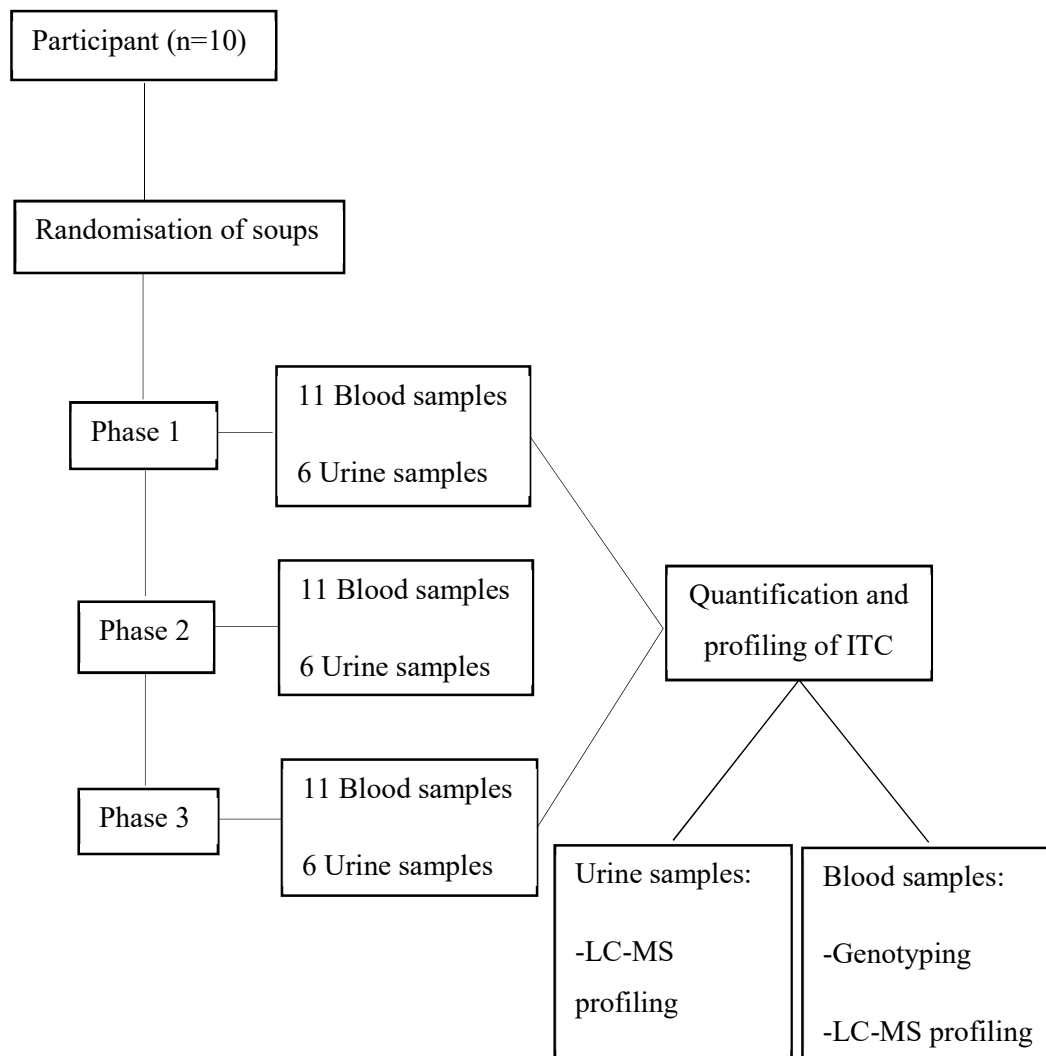 Participant (n=10)
Randomisation of soups
Phase 1
11 Blood samples
6 Urine samples
Phase 2
11 Blood samples
6 Urine samples
Phase 3
11 Blood samples
6 Urine samples
Quantification and
profiling of ITC
Urine samples:
-LC-MS
profiling
Blood samples:
-Genotyping
-LC-MS profiling